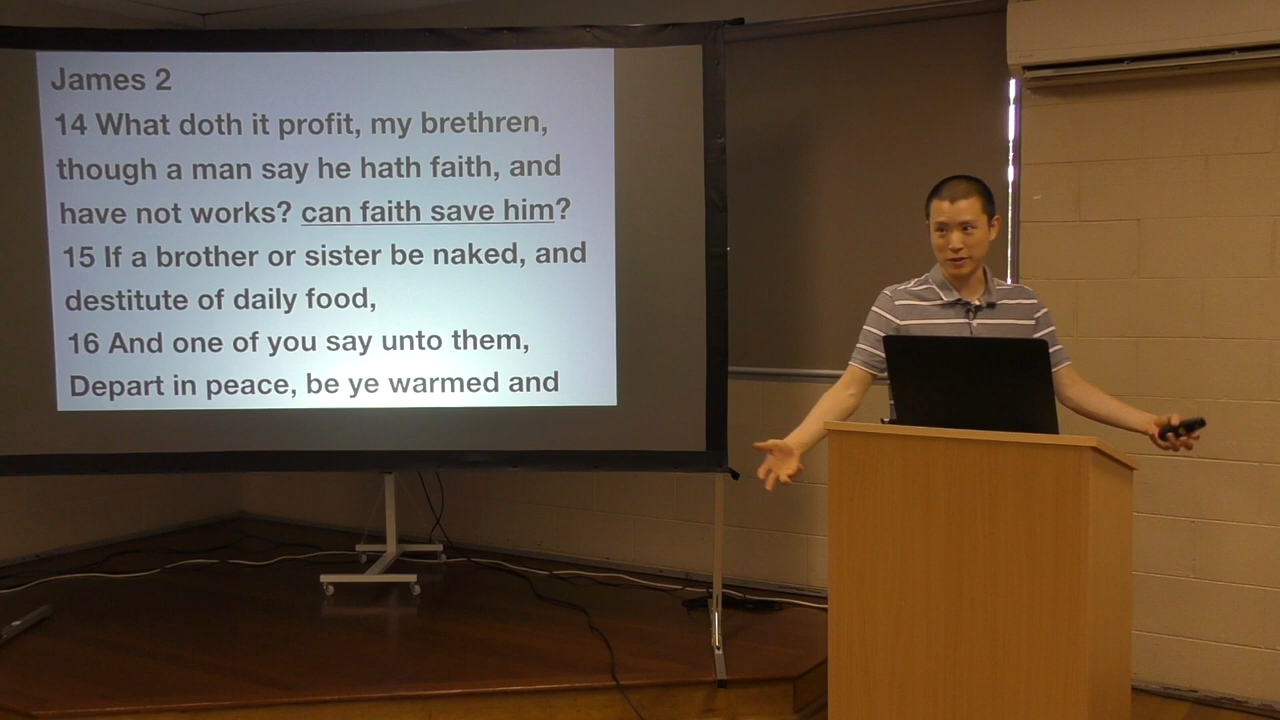 James 2
14 What doth it profit, my brethren,
though a man say he hath faith, and
have not works? can faith save him?
15 If a brother or sister be naked, and
destitute of daily food,
16 And one of you say unto them,
Depart in peace, be ye warmed and